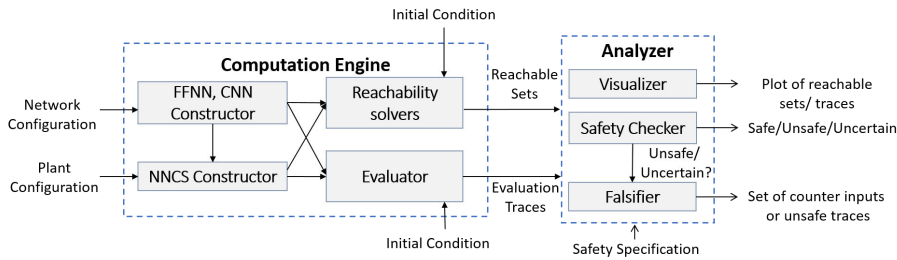 Initial Condition
Computation Engine
Analyzer
Network
Configuration
FFNN, CNN
Constructor
Reachability
solvers
Reachable
Sets
Visualizer
Plot of reachable
sets/ traces
Safety Checker
Safe/Unsafe/Uncertain
Plant
Configuration
NNCS Constructor
Evaluator
Evaluation
Traces
Unsafe/
Uncertain?
Falsifier
Set of counter inputs
or unsafe traces
Initial Condition
Safety Specification